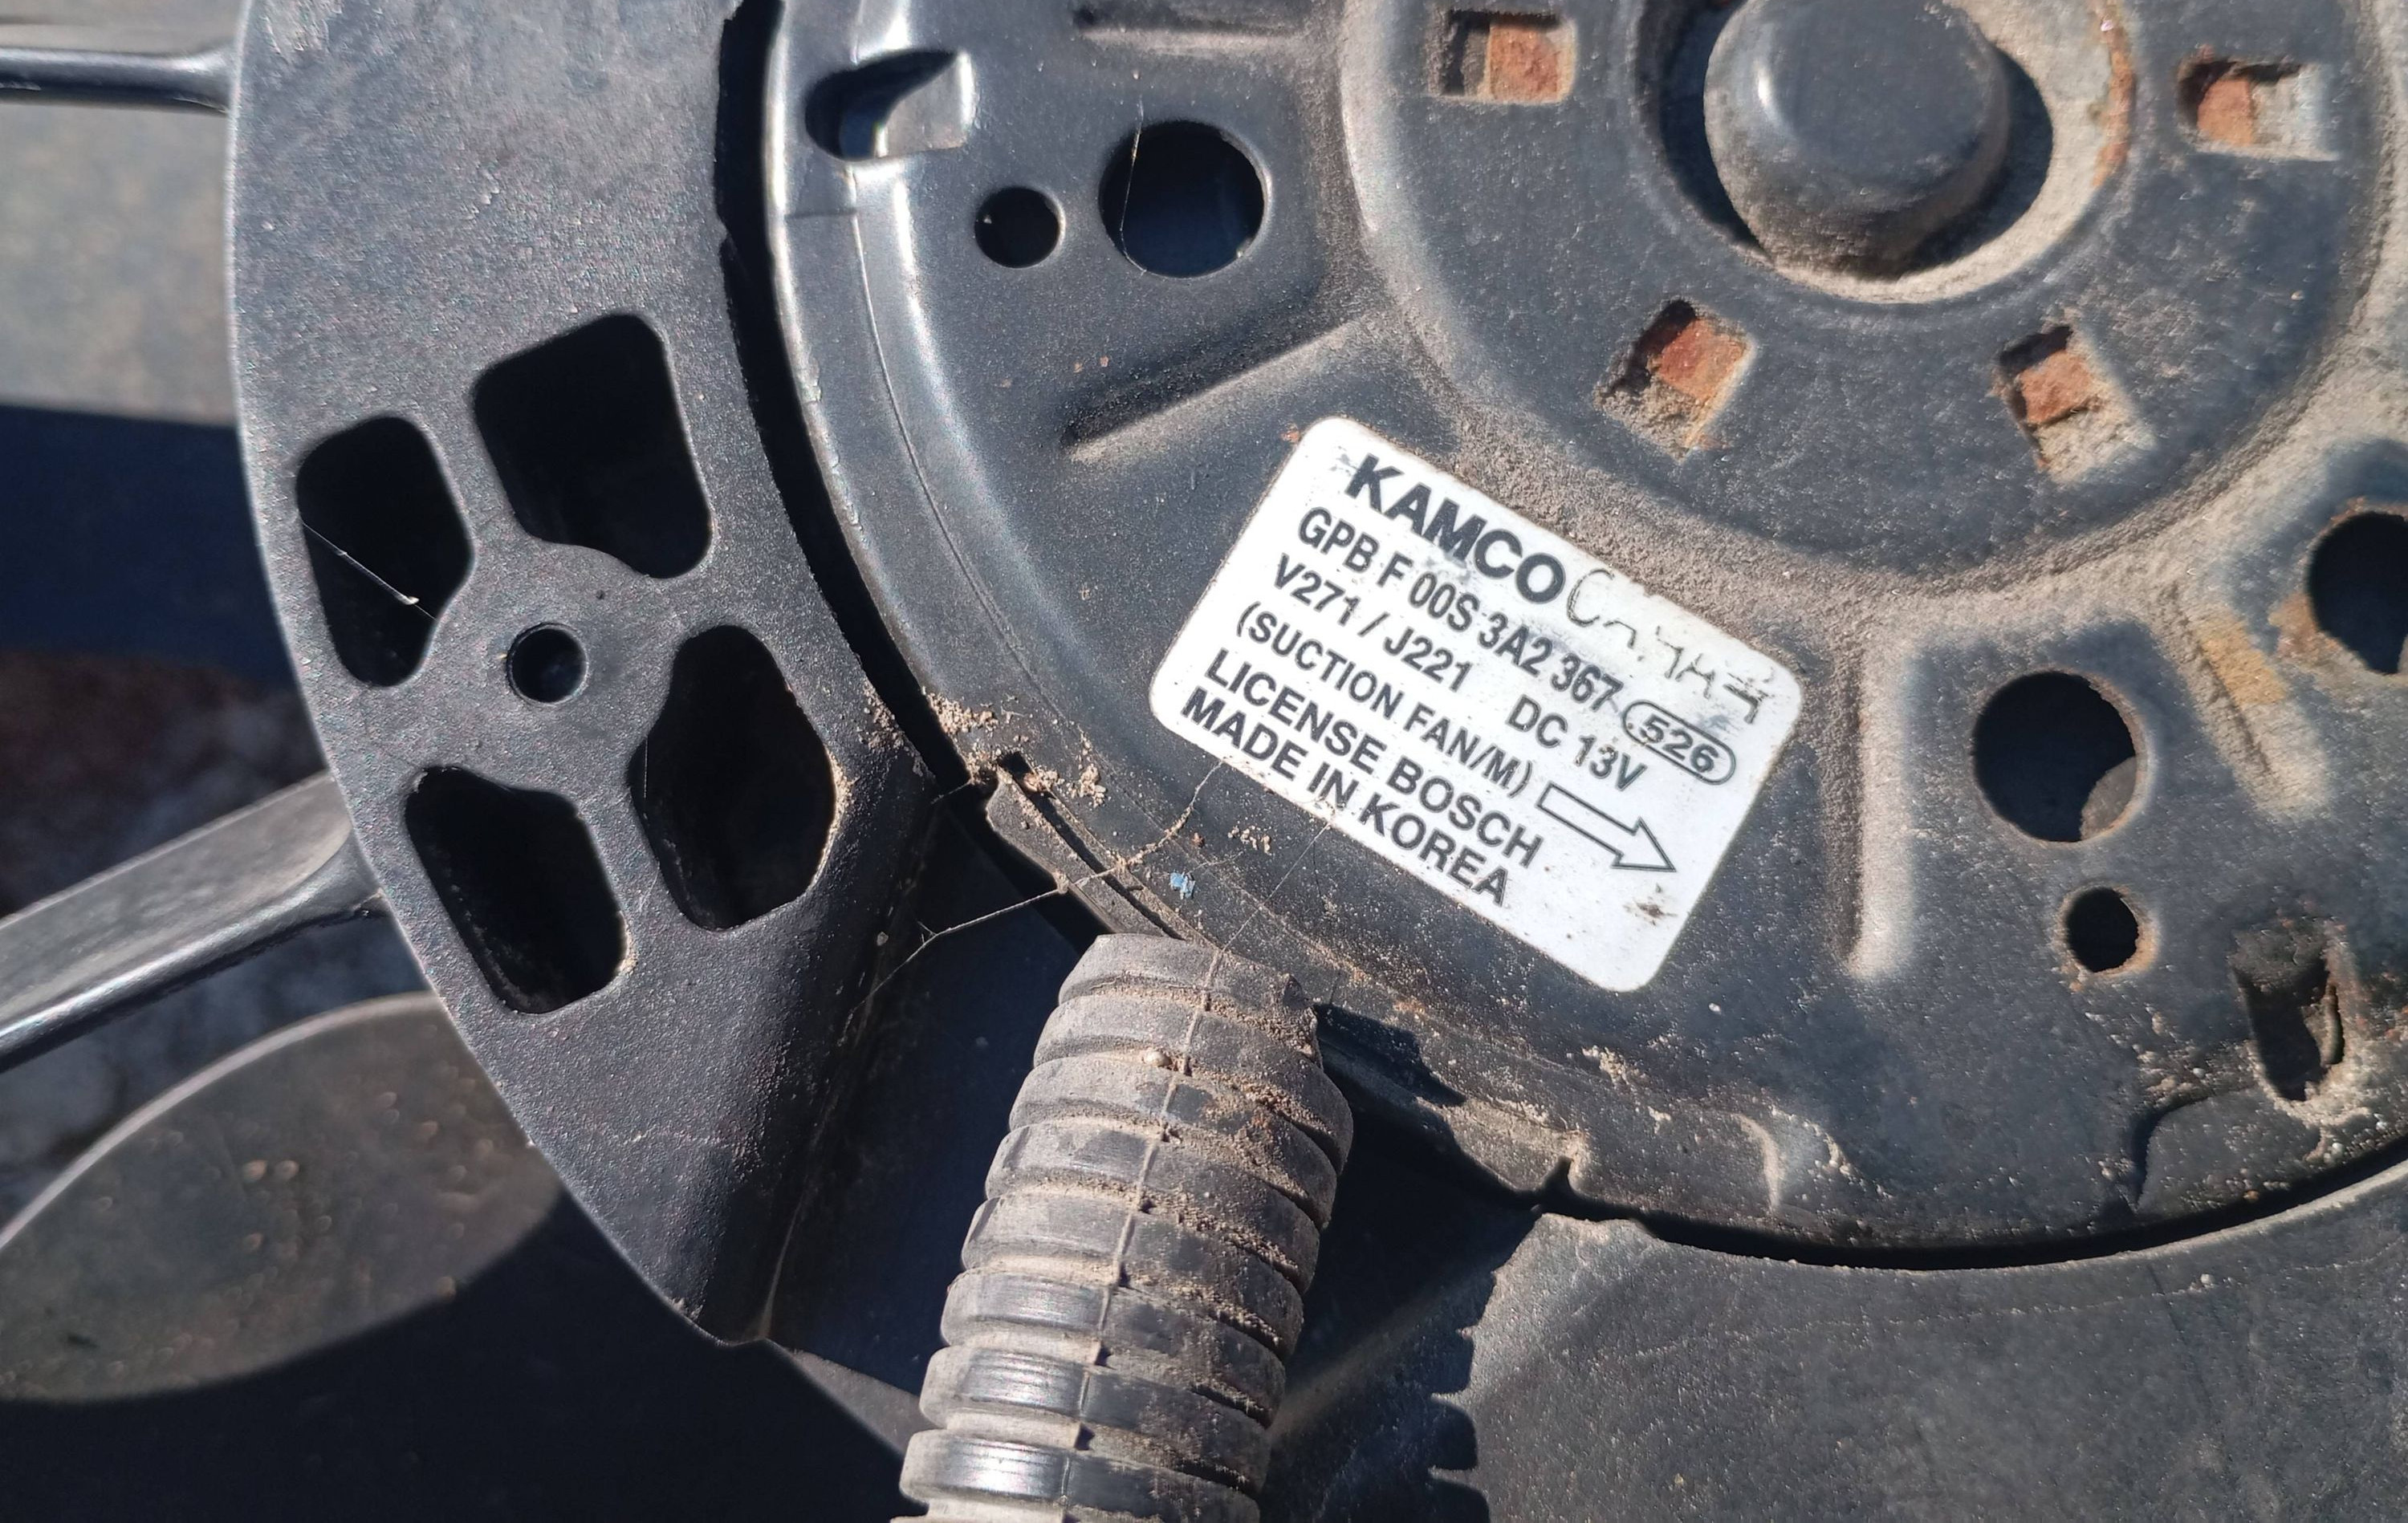 KAMCO
GPB F 00S 3A2 367 526
V271 / J221 DC 13V
(SUCTION FAN/M)
LICENSE BOSCH
MADE IN KOREA